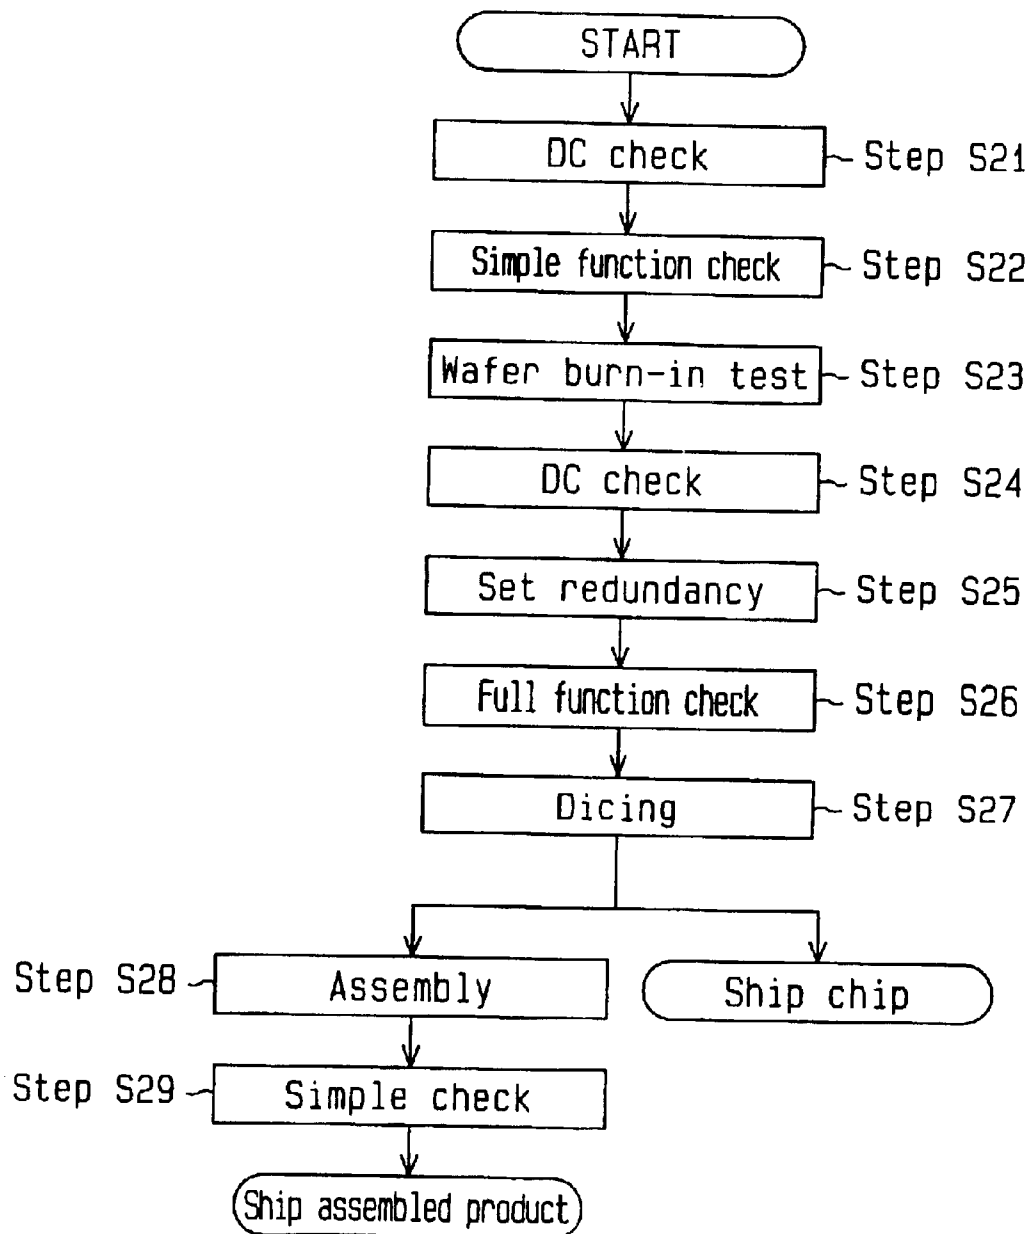 START
DC check
Step S21
Simple function check
Step S22
Wafer burn-in test
Step S23
DC check
Step S24
Set redundancy
Step S25
Full function check
Step S26
Dicing
Step S27
Step S28
Assembly
Ship chip
Step S29
Simple check
Ship assembled product